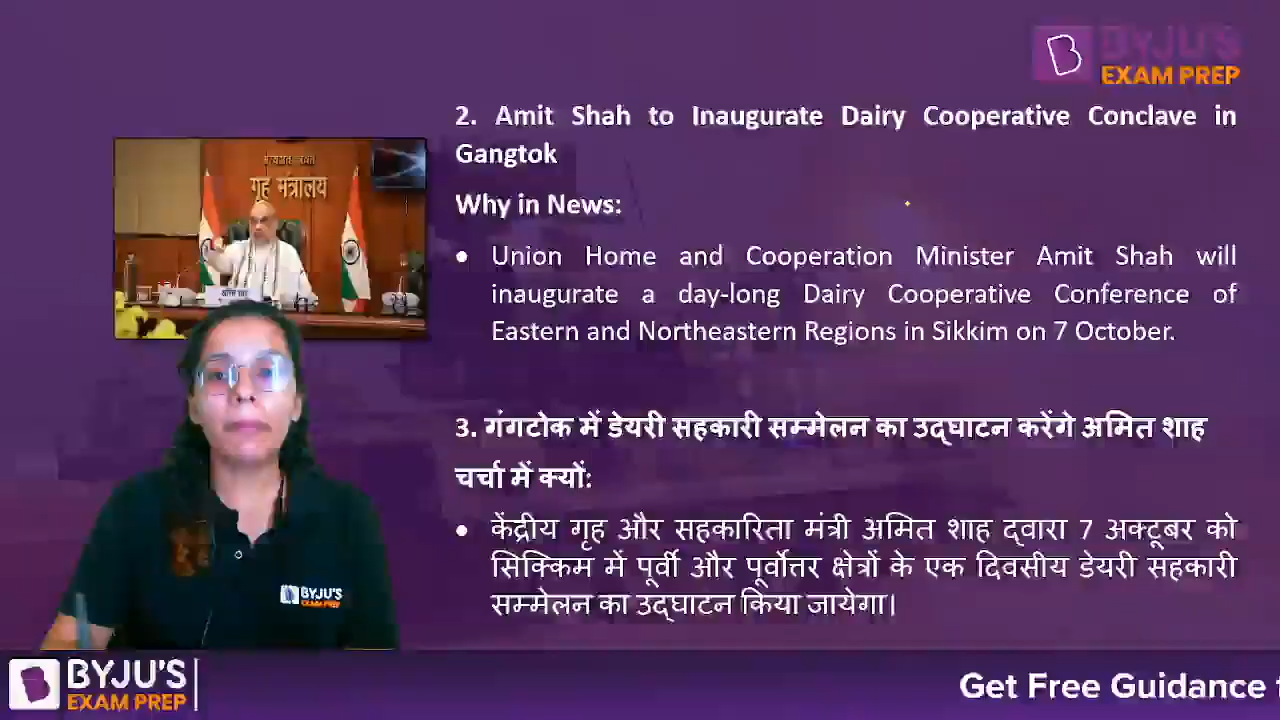 BYJU'S
EXAM PREP
2. Amit Shah to Inaugurate Dairy Cooperative Conclave in
Gangtok
Why in News:
गृह मंत्रालय
• Union Home and Cooperation Minister Amit Shah will
inaugurate a day-long Dairy Cooperative Conference of
Eastern and Northeastern Regions in Sikkim on 7 October.
3. गंगटोक में डेयरी सहकारी सम्मेलन का उद्घाटन करेंगे अमित शाह
चर्चा में क्यों:
• केंद्रीय गृह और सहकारिता मंत्री अमित शाह द्वारा 7 अक्टूबर को
सिक्किम में पूर्वी और पूर्वोत्तर क्षेत्रों के एक दिवसीय डेयरी सहकारी
सम्मेलन का उद्घाटन किया जायेगा।
BYJU'S
EXAM PREP
BYJU'S
EXAM PREP
Get Free Guidance